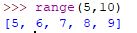 >>> range(5,10)
[5, 6, 7, 8, 9]